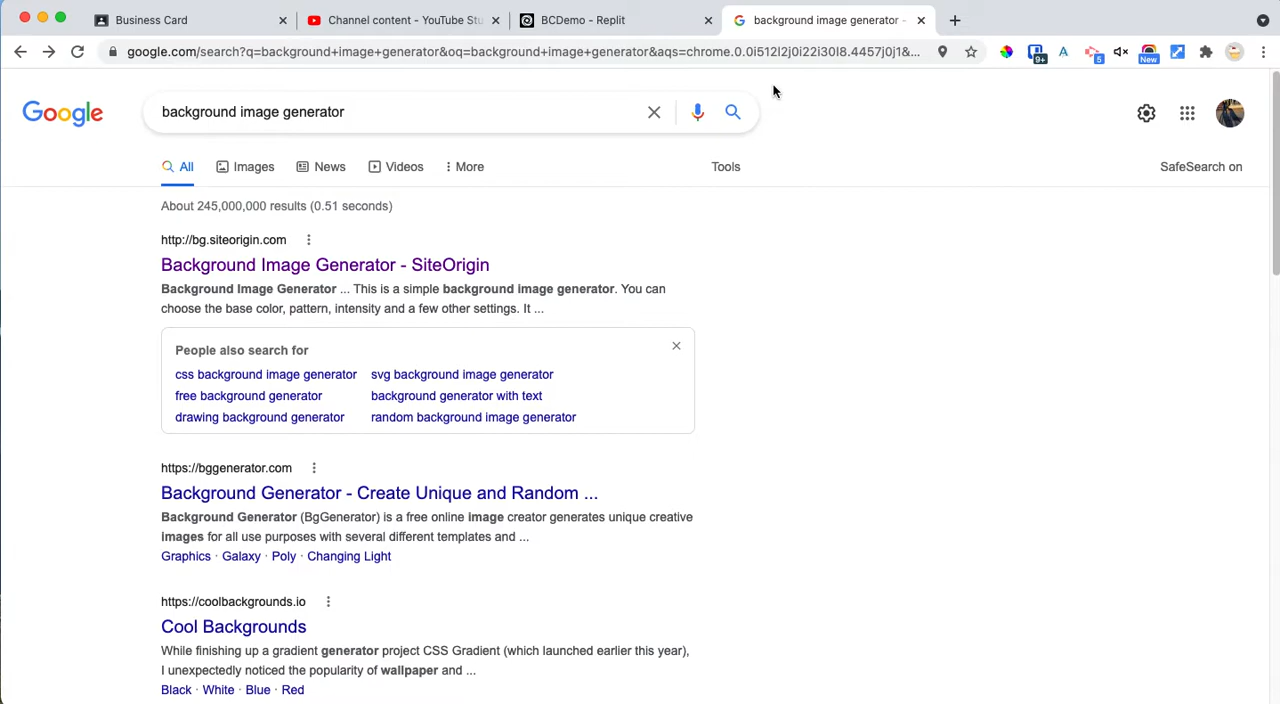 Business Card
Channel content - YouTube Stu
BCDemo - Replit
background image generator -
google.com/search?q=background+image+generator&oq=background+image+generator&aqs=chrome.0.0i512l2j0i22i30l8.4457j0j1&...
9+
A
5
New
Google
background image generator
All
Images
News
Videos
More
Tools
SafeSearch on
About 245,000,000 results (0.51 seconds)
http://bg.siteorigin.com
Background Image Generator - SiteOrigin
Background Image Generator ... This is a simple background image generator. You can
choose the base color, pattern, intensity and a few other settings. It ...
People also search for
css background image generator svg background image generator
free background generator background generator with text
drawing background generator random background image generator
https://bggenerator.com
Background Generator - Create Unique and Random ...
Background Generator (BgGenerator) is a free online image creator generates unique creative
images for all use purposes with several different templates and ...
Graphics · Galaxy · Poly · Changing Light
https://coolbackgrounds.io
Cool Backgrounds
While finishing up a gradient generator project CSS Gradient (which launched earlier this year),
I unexpectedly noticed the popularity of wallpaper and ...
Black · White · Blue · Red